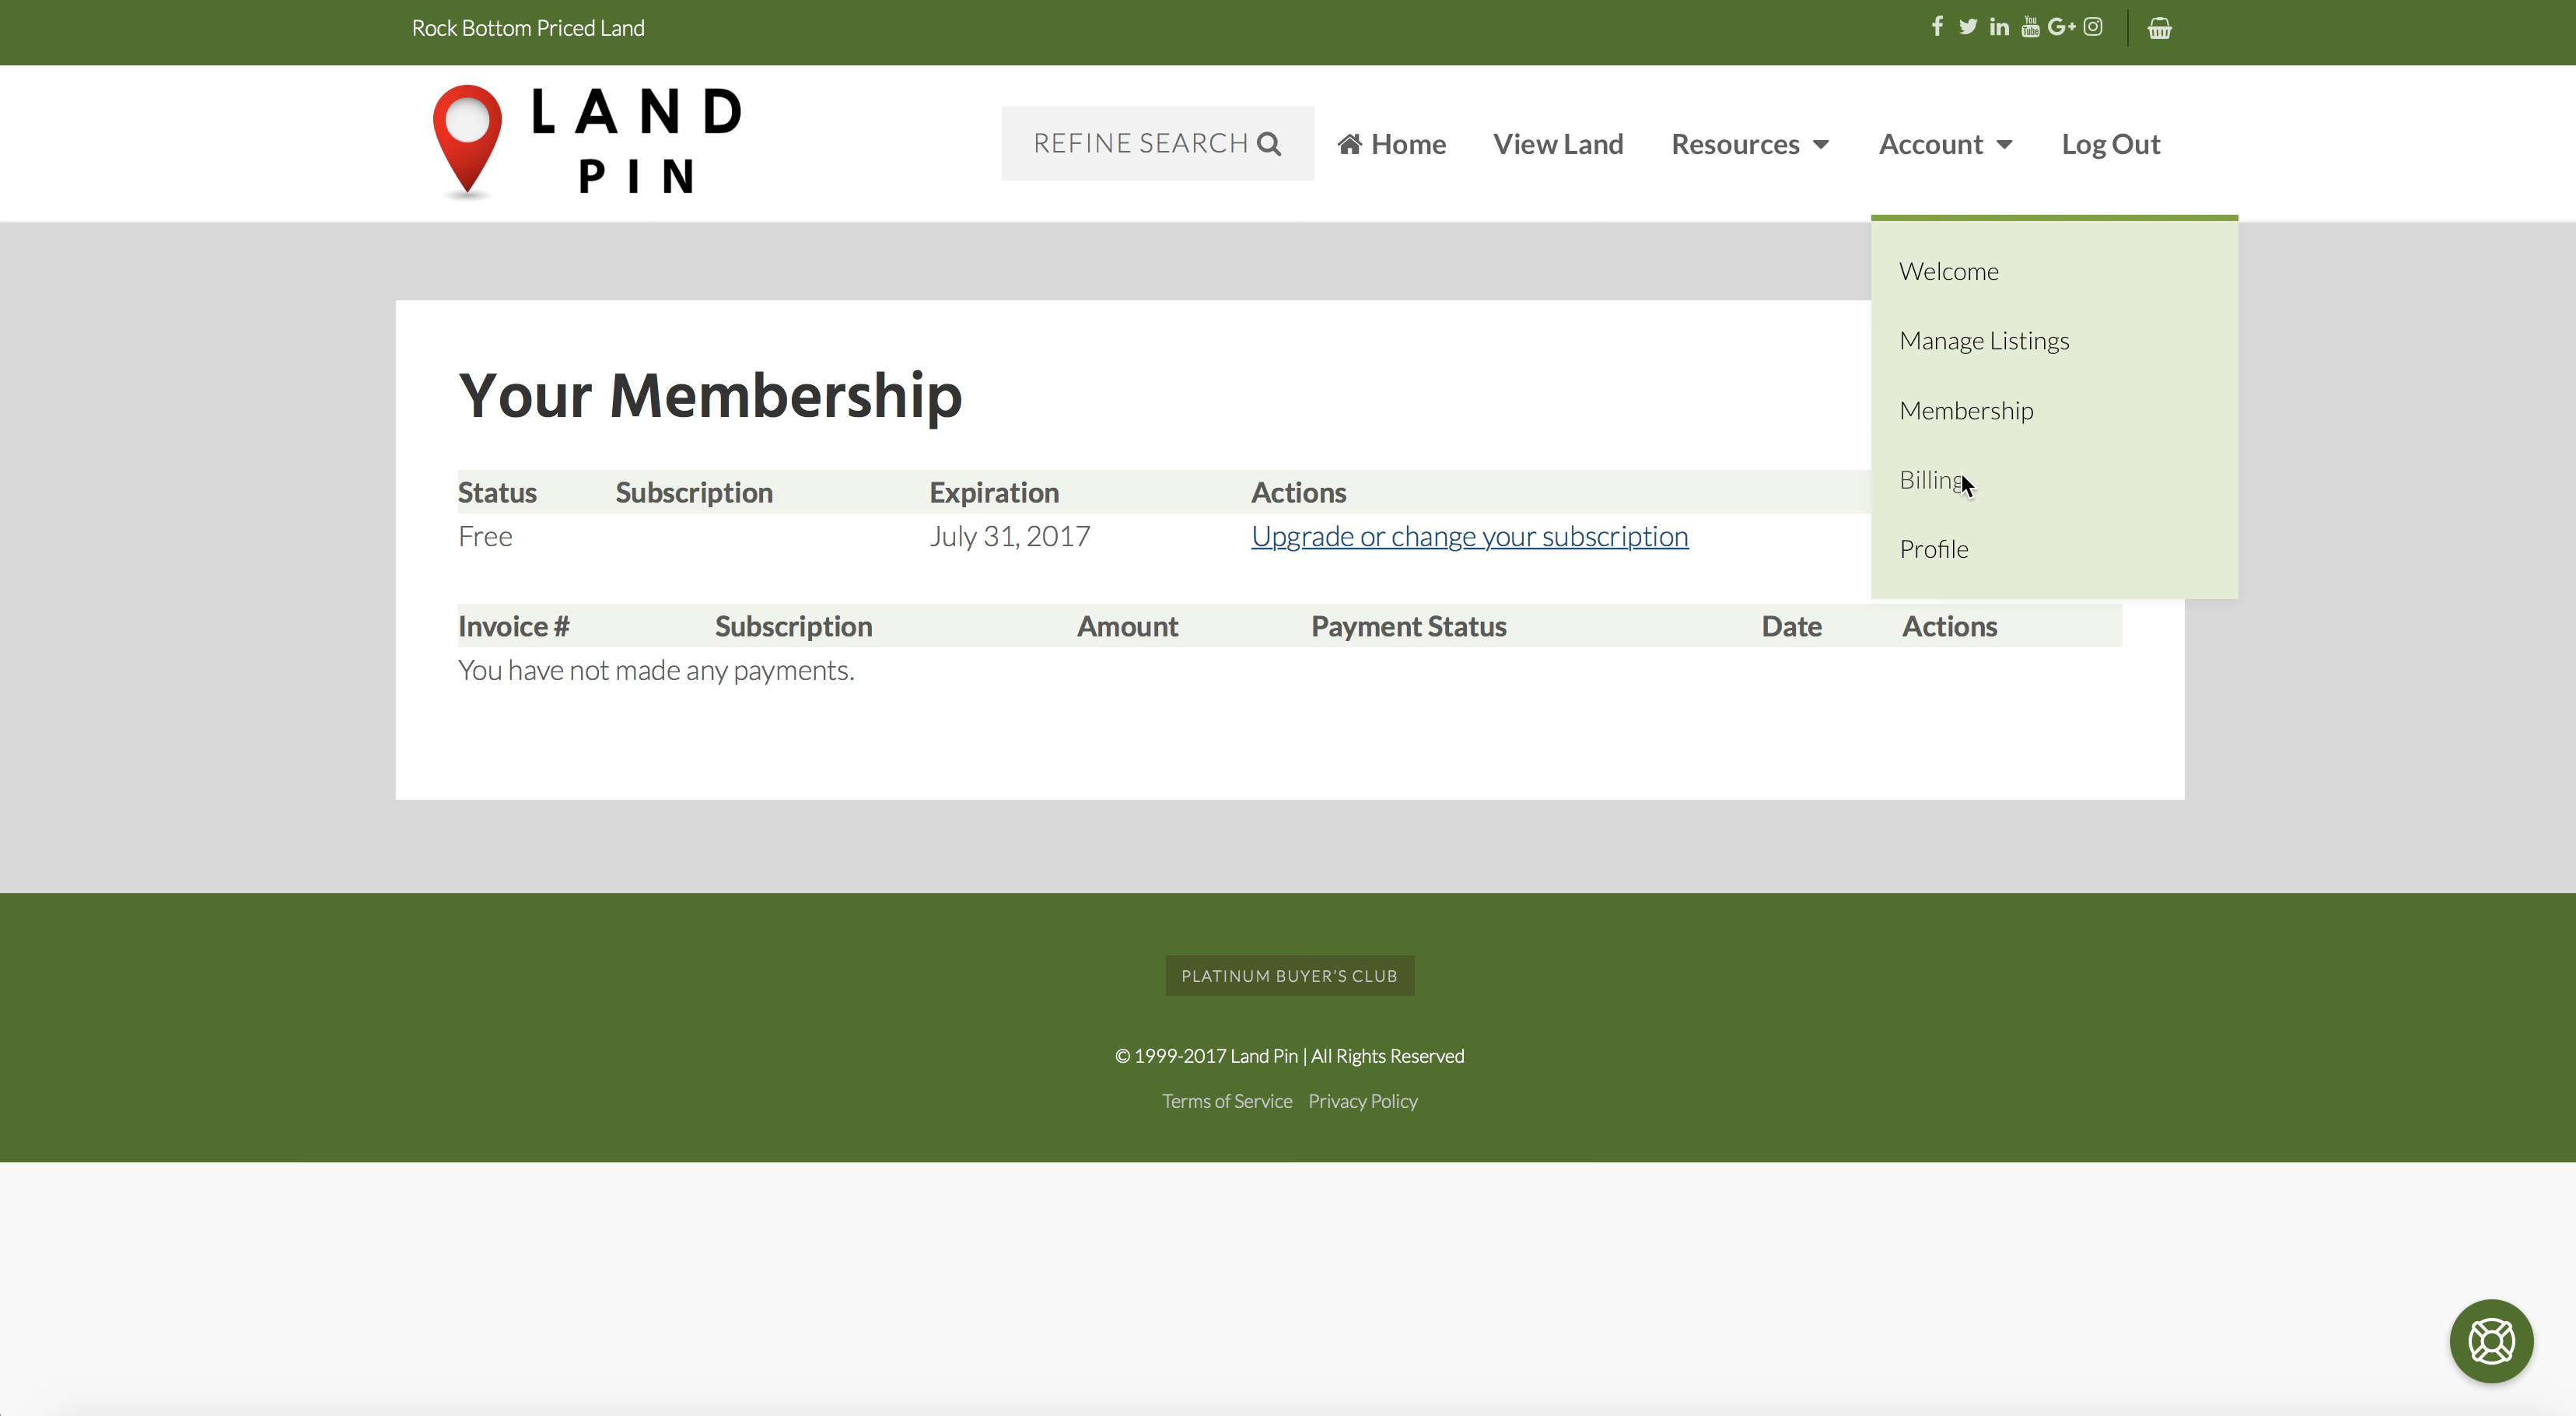 Rock Bottom Priced Land
You Tube G+
LAND
PIN
REFINE SEARCH
Home View Land Resources Account Log Out
Welcome
Manage Listings
Membership
Billing
Profile
Your Membership
Status Subscription Expiration Actions
Free July 31, 2017 Upgrade or change your subscription
Invoice # Subscription Amount Payment Status Date Actions
You have not made any payments.
PLATINUM BUYER'S CLUB
© 1999-2017 Land Pin | All Rights Reserved
Terms of Service Privacy Policy